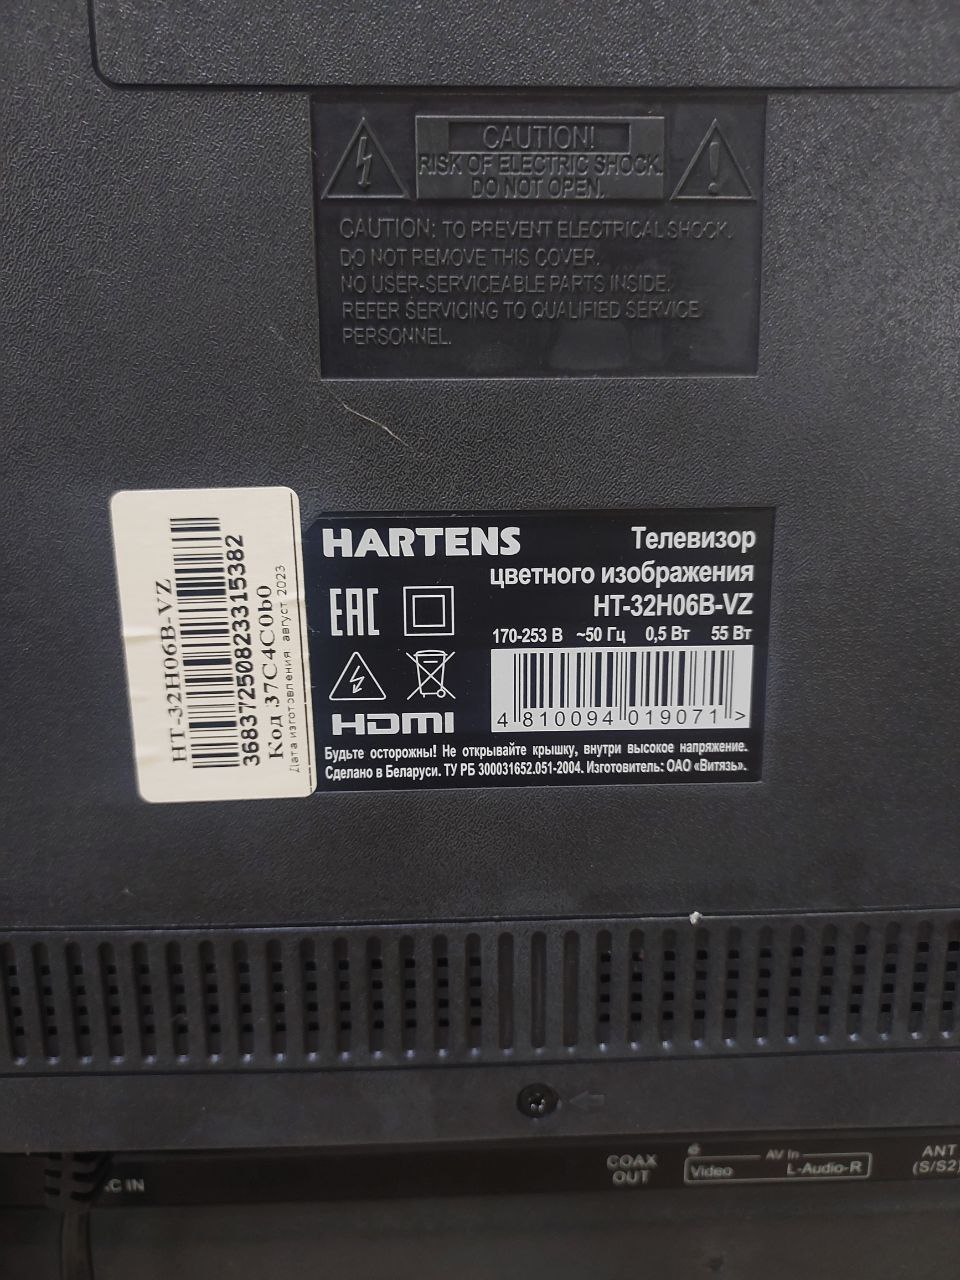 CAUTION!
RISK OF ELECTRIC SHOCK.
DO NOT OPEN.
CAUTION: TO PREVENT ELECTRICAL SHOCK.
DO NOT REMOVE THIS COVER.
NO USER-SERVICEABLE PARTS INSIDE.
REFER SERVICING TO QUALIFIED SERVICE
PERSONNEL.
HT-32H06B-VZ
36837250823315382
Код 37C4C0b0
Дата изготовления: август 2023
HARTENS
Телевизор
цветного изображения
HT-32H06B-VZ
EAC
170-253 В ~50 Гц 0,5 Вт 55 Вт
4 810094 019071 >
HDMI
Будьте осторожны! Не открывайте крышку, внутри высокое напряжение.
Сделано в Беларуси. ТУ РБ 300031652.051-2004. Изготовитель: ОАО «Витязь».
AC IN
COAX
OUT
AV In
Video L-Audio-R
ANT
(S/S2)